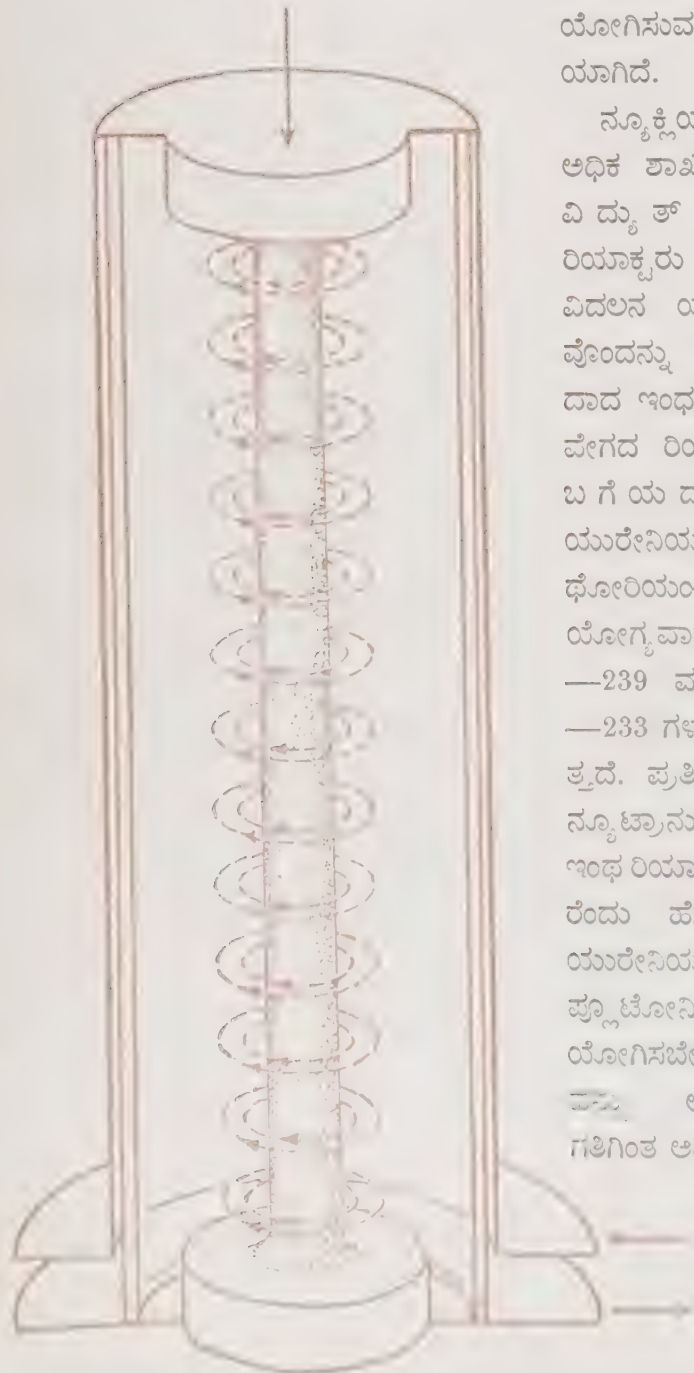 ಯೋಗಿಸುವ
ಯಾಗಿದೆ.
ನ್ಯೂಕ್ಲಿಯ
ಅಧಿಕ ಶಾಖ
ವಿ ದ್ಯು ತ್
ರಿಯಾಕ್ಟರು
ವಿದಲನ ಯ
ವೊಂದನ್ನು
ದಾದ ಇಂಧ
ವೇಗದ ರಿಯ
ಬ ಗೆ ಯ ದ
ಯುರೇನಿಯ
ಥೋರಿಯಂ
ಯೋಗ್ಯವಾ
—239 ಮ
—233 ಗಳ
ತ್ತದೆ. ಪ್ರತಿ
ನ್ಯೂಟ್ರಾನು
ಇಂಥ ರಿಯಾ
ರೆಂದು ಹೆ
ಯುರೇನಿಯ
ಪ್ಲೂಟೋನಿ
ಯೋಗಿಸಬೇ
ಗತಿಗಿಂತ ಅ